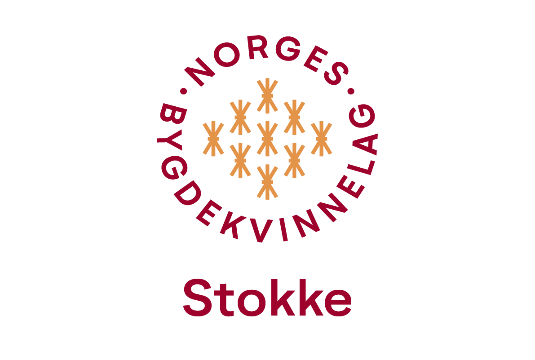 NORGES
· BYGDEKVINNELAG ·
Stokke